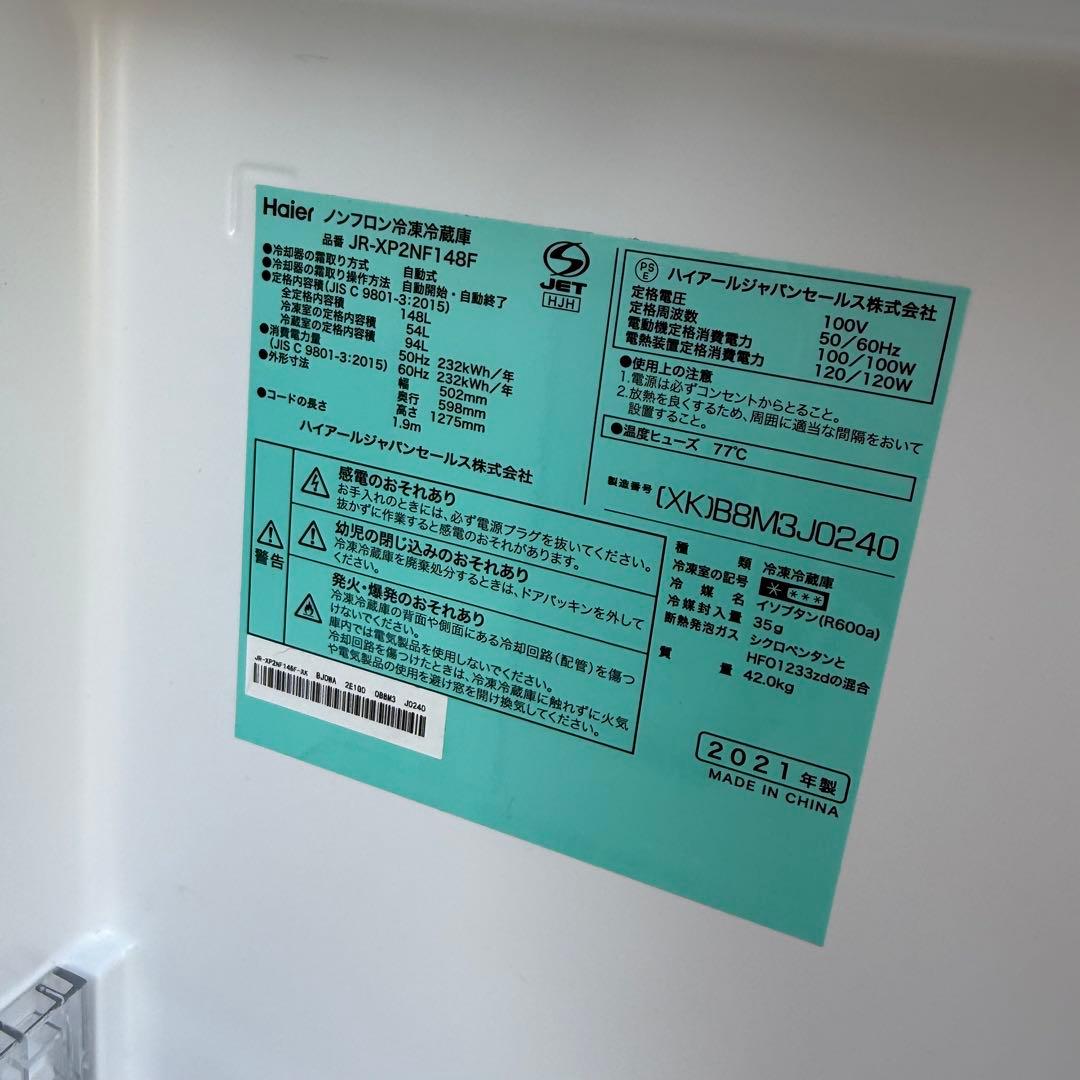 Haier ノンフロン冷凍冷蔵庫
品番 JR-XP2NF148F
●冷却器の霜取り方式 自動式
●冷却器の霜取り操作方法 自動開始・自動終了
●定格内容積(JIS C 9801-3:2015)
全定格内容積 148L
冷凍室の定格内容積 54L
冷蔵室の定格内容積 94L
●消費電力量 50Hz 232kWh/年
(JIS C 9801-3:2015) 60Hz 232kWh/年
●外形寸法 幅 502mm
奥行 598mm
高さ 1275mm
●コードの長さ 1.9m
ハイアールジャパンセールス株式会社
JET
HJH
PS
E
ハイアールジャパンセールス株式会社
定格電圧 100V
定格周波数 50/60Hz
電動機定格消費電力 100/100W
電熱装置定格消費電力 120/120W
●使用上の注意
1.電源は必ずコンセントからとること。
2.放熱を良くするため、周囲に適当な間隔をおいて
設置すること。
●温度ヒューズ 77℃
製造番号 (XK)B8M3J0240
警告
感電のおそれあり
お手入れのときには、必ず電源プラグを抜いてください。
抜かずに作業すると感電のおそれがあります。
幼児の閉じ込みのおそれあり
冷凍冷蔵庫を廃棄処分するときは、ドアパッキンを外して
ください。
発火・爆発のおそれあり
冷凍冷蔵庫の背面や側面にある冷却回路(配管)を傷つ
けないでください。
庫内では電気製品を使用しないでください。
冷却回路を傷つけたときは、冷凍冷蔵庫に触れずに火気
や電気製品の使用を避け窓を開け換気してください。
種類 冷凍冷蔵庫
冷凍室の記号 * ***
冷媒名 イソブタン(R600a)
冷媒封入量 35g
断熱発泡ガス シクロペンタンと
HFO1233zdの混合
質量 42.0kg
2021年製
MADE IN CHINA
JR-XP2NF148F-XK BJDWA 2E10D DB8M3 J0240